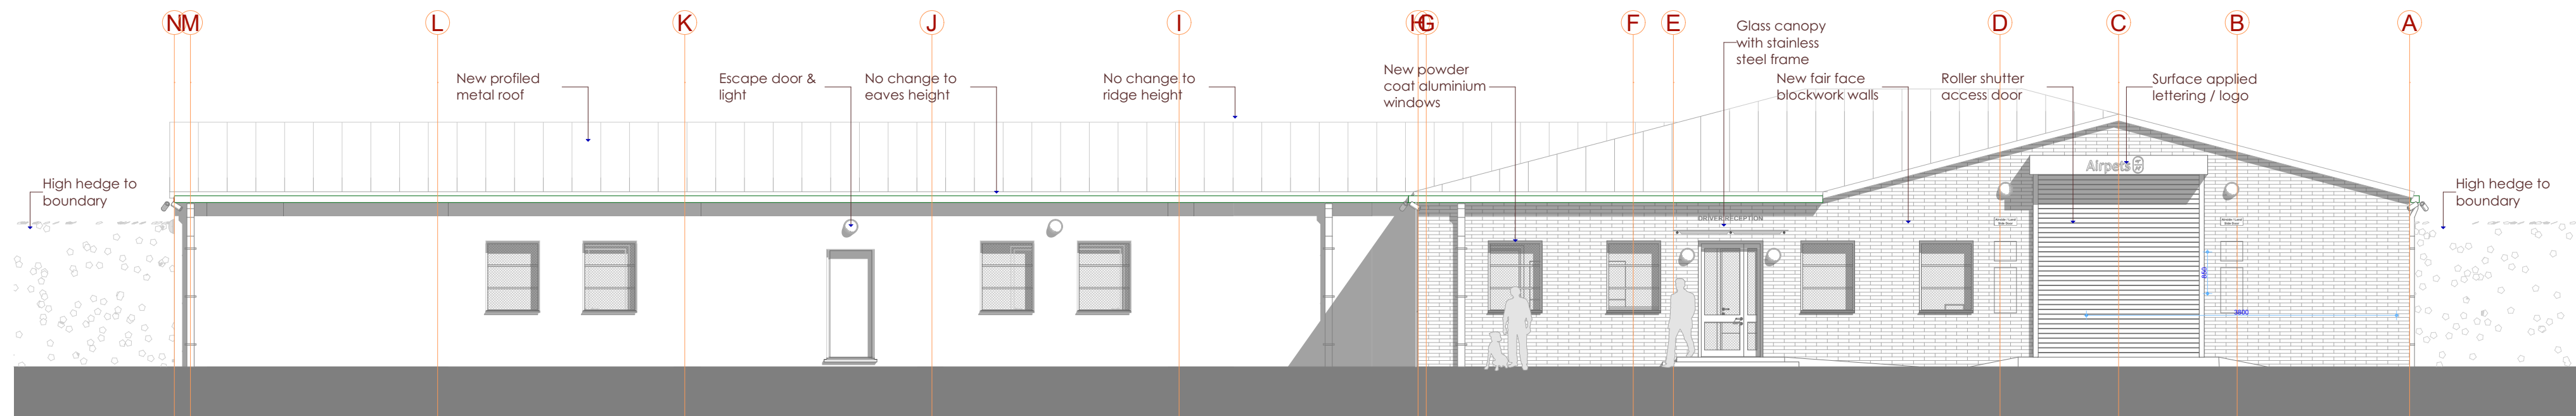 N
M
L
K
J
I
H
G
F
E
D
C
B
A
Glass canopy
with stainless
steel frame
New profiled
metal roof
Escape door &
light
No change to
eaves height
No change to
ridge height
New powder
coat aluminium
windows
New fair face
blockwork walls
Roller shutter
access door
Surface applied
lettering / logo
High hedge to
boundary
High hedge to
boundary
Airpets
DRIVER RECEPTION
850
3800